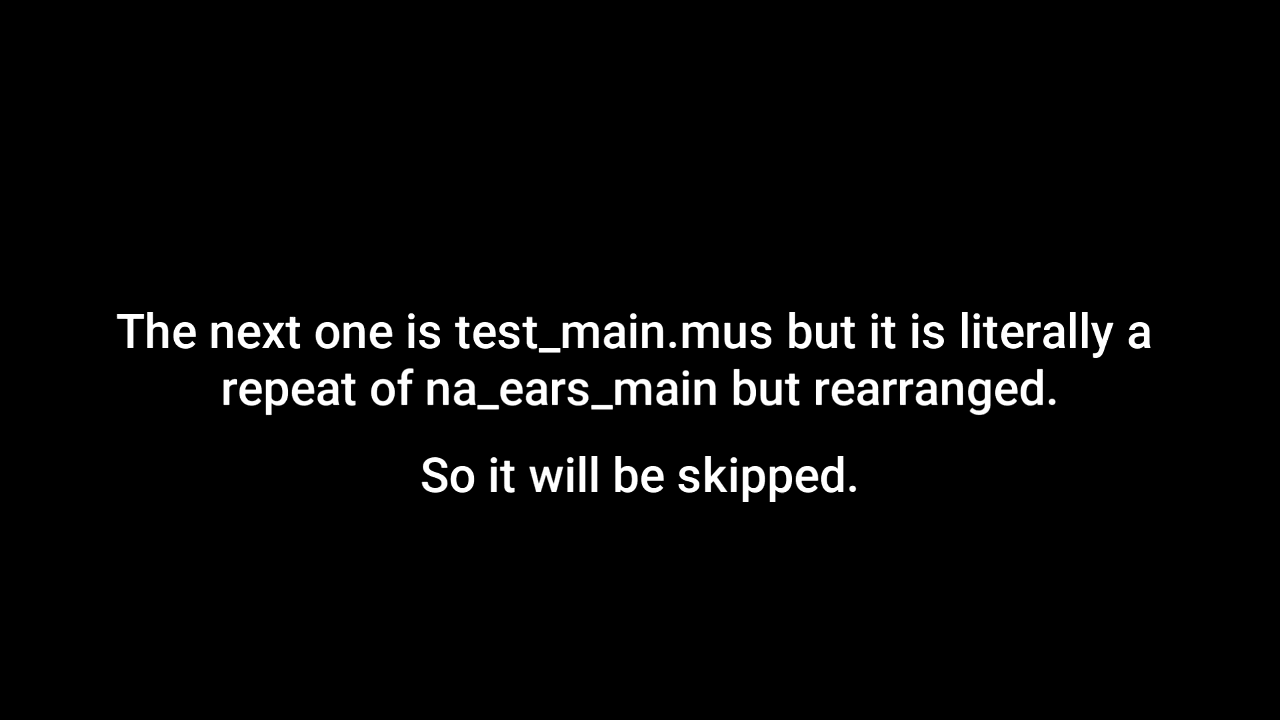 The next one is test_main.mus but it is literally a
repeat of na_ears_main but rearranged.
So it will be skipped.